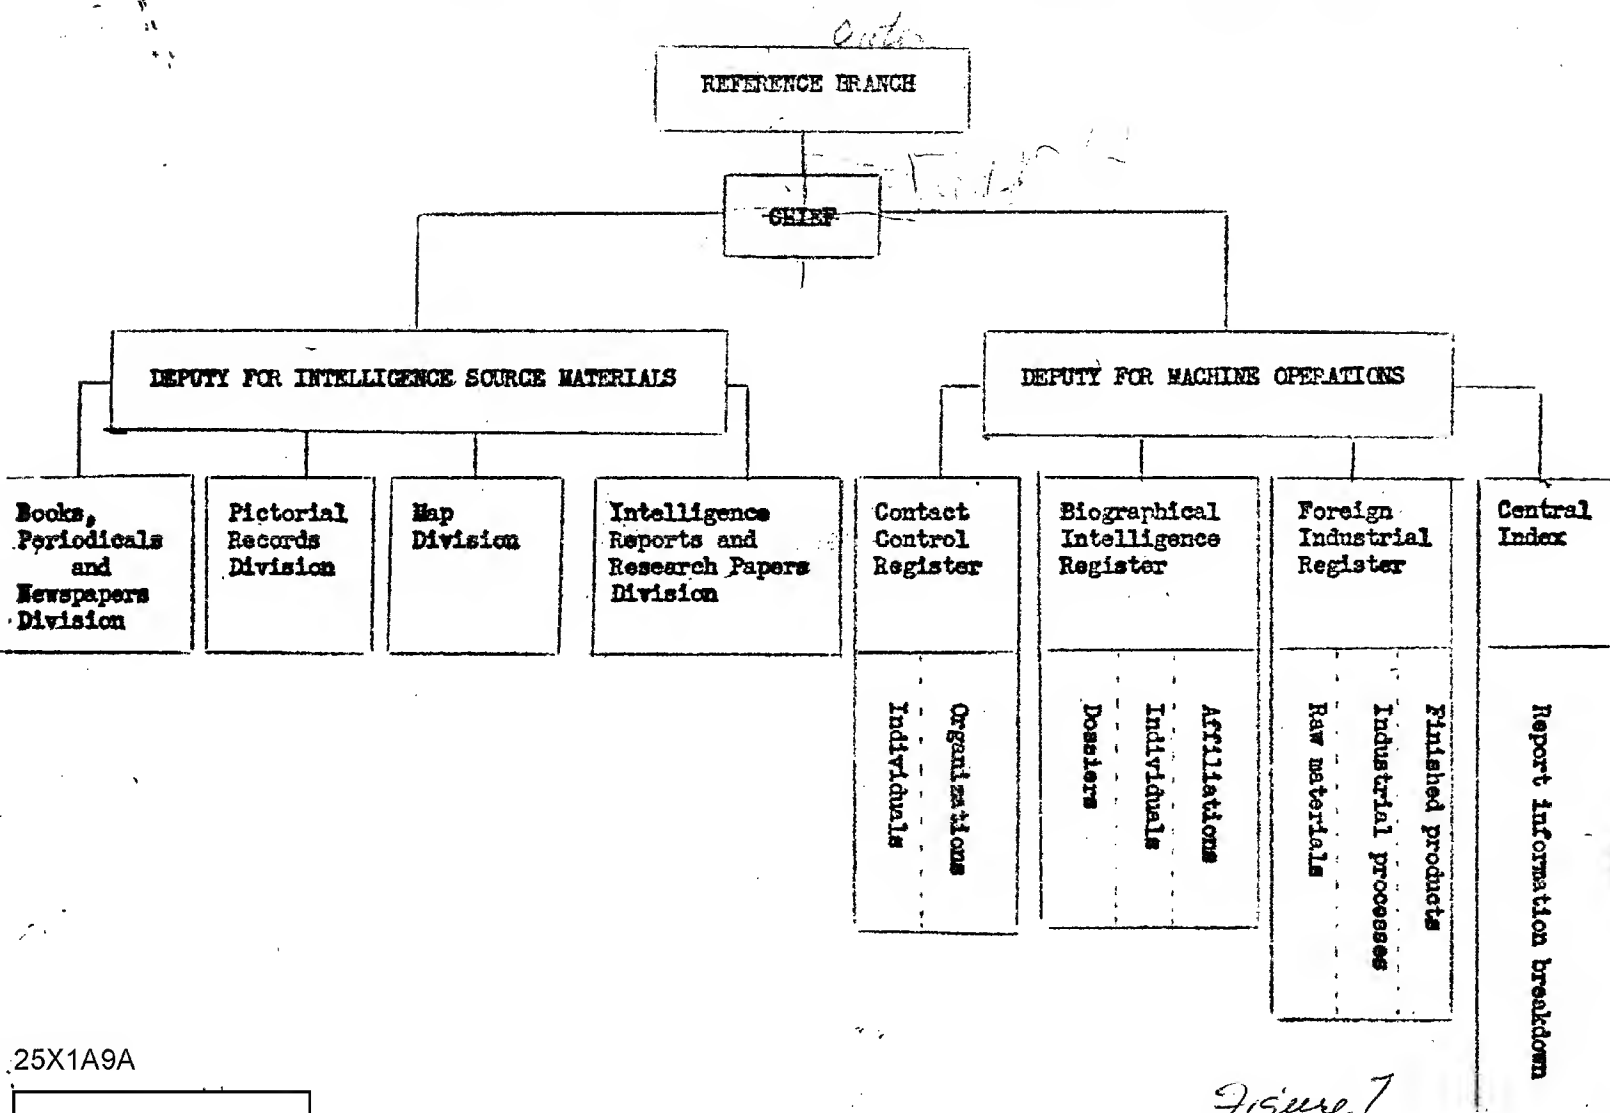 REFERENCE BRANCH
CHIEF
DEPUTY FOR INTELLIGENCE SOURCE MATERIALS
DEPUTY FOR MACHINE OPERATIONS
Books,
Periodicals
and
Newspapers
Division
Pictorial
Records
Division
Map
Division
Intelligence
Reports and
Research Papers
Division
Contact
Control
Register
Biographical
Intelligence
Register
Foreign
Industrial
Register
Central
Index
Individuals
Organizations
Dossiers
Individuals
Affiliations
Raw materials
Industrial processes
Finished products
Report information breakdown
25X1A9A
Figure 7